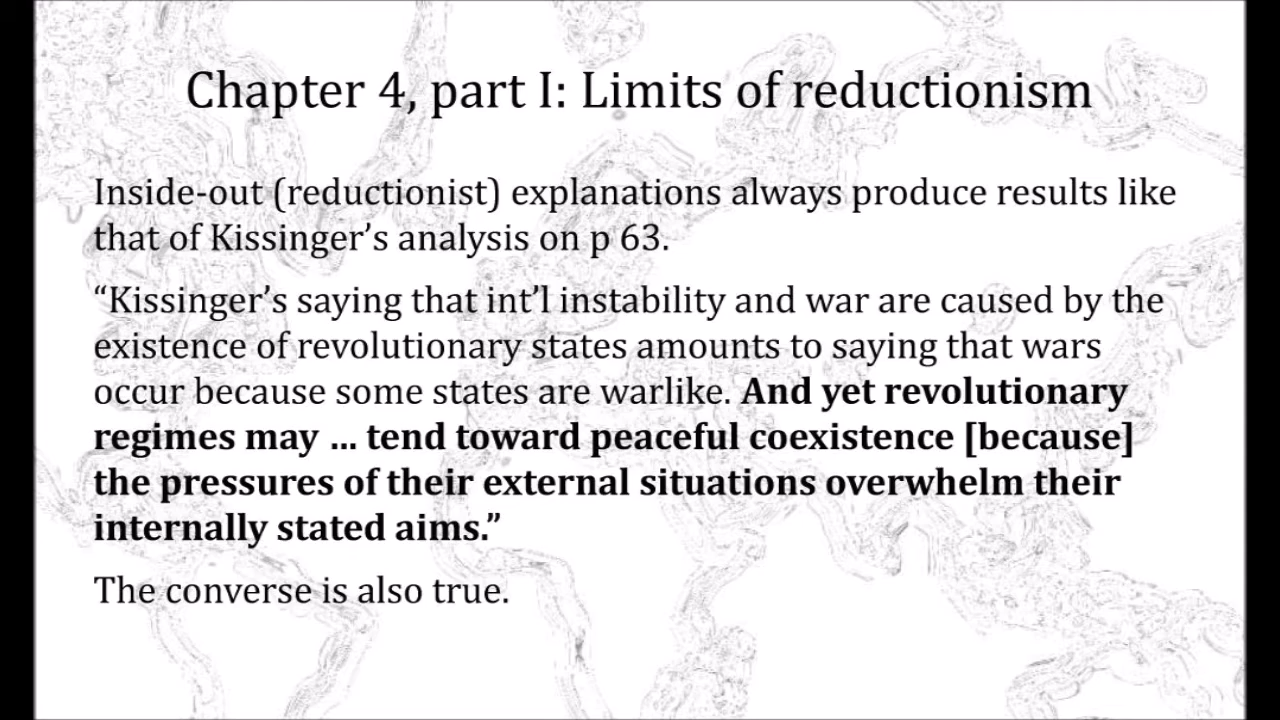 Chapter 4, part I: Limits of reductionism
Inside-out (reductionist) explanations always produce results like
that of Kissinger’s analysis on p 63.
“Kissinger’s saying that int’l instability and war are caused by the
existence of revolutionary states amounts to saying that wars
occur because some states are warlike. And yet revolutionary
regimes may ... tend toward peaceful coexistence [because]
the pressures of their external situations overwhelm their
internally stated aims.”
The converse is also true.